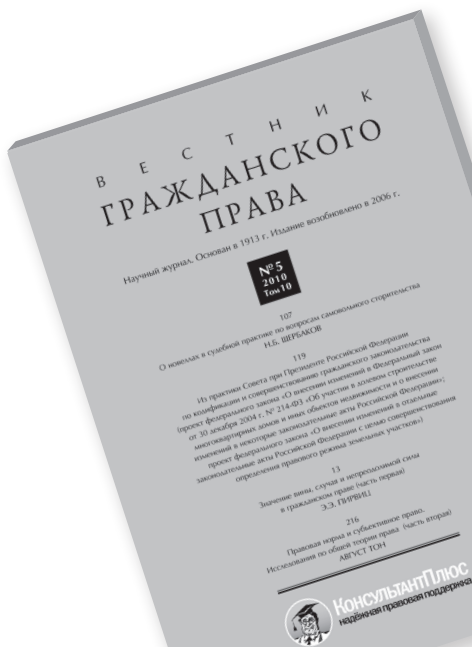 ВЕСТНИК
ГРАЖДАНСКОГО
ПРАВА
Научный журнал. Основан в 1913 г. Издание возобновлено в 2006 г.
№ 5
2010
Том 10
107
О новеллах в судебной практике по вопросам самовольного сторительства
Н.Б. ЩЕРБАКОВ
119
Из практики Совета при Президенте Российской Федерации
по кодификации и совершенствованию гражданского законодательства
(проект федерального закона «О внесении изменений в Федеральный закон
от 30 декабря 2004 г. № 214-ФЗ «Об участии в долевом строительстве
многоквартирных домов и иных объектов недвижимости и о внесении
изменений в некоторые законодательные акты Российской Федерации»;
проект федерального закона «О внесении изменений в отдельные
законодательные акты Российской Федерации с целью совершенствования
определения правового режима земельных участков»)
13
Значение вины, случая и непреодолимой силы
в гражданском праве (часть первая)
Э.Э. ПИРВИЦ
216
Правовая норма и субъективное право.
Исследования по общей теории права (часть вторая)
АВГУСТ ТОН
КОНСУЛЬТАНТПЛЮС
надёжная правовая поддержка